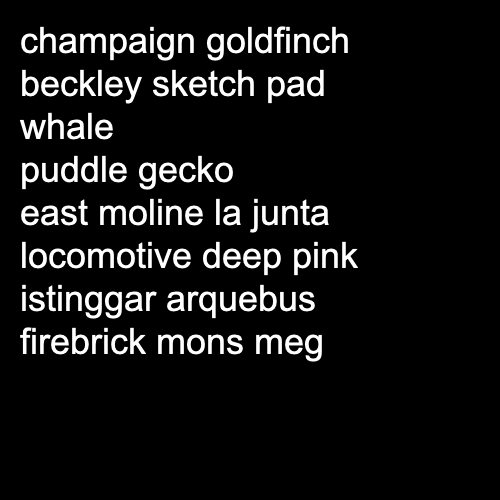 champaign goldfinch
beckley sketch pad
whale
puddle gecko
east moline la junta
locomotive deep pink
istinggar arquebus
firebrick mons meg